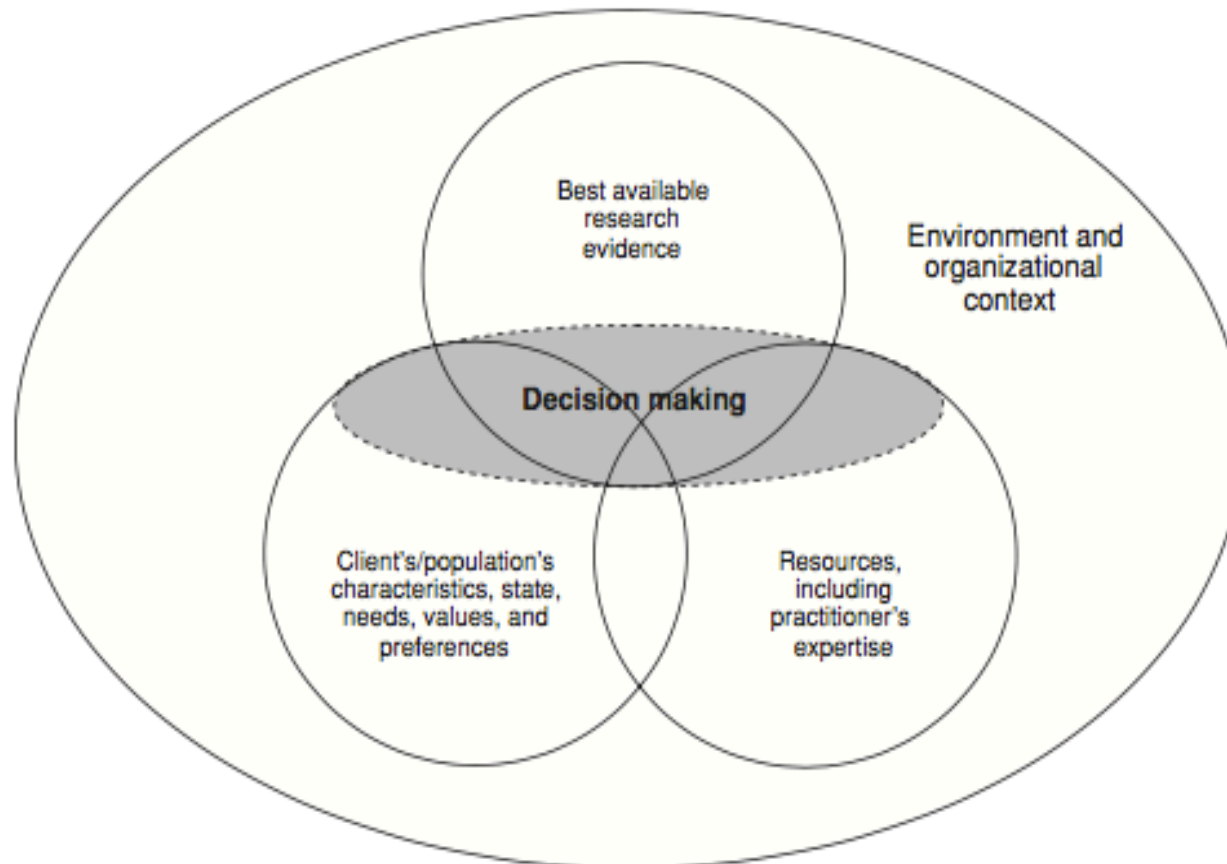 Best available
research
evidence
Environment and
organizational
context
Decision making
Client's/population's
characteristics, state,
needs, values, and
preferences
Resources,
including
practitioner's
expertise